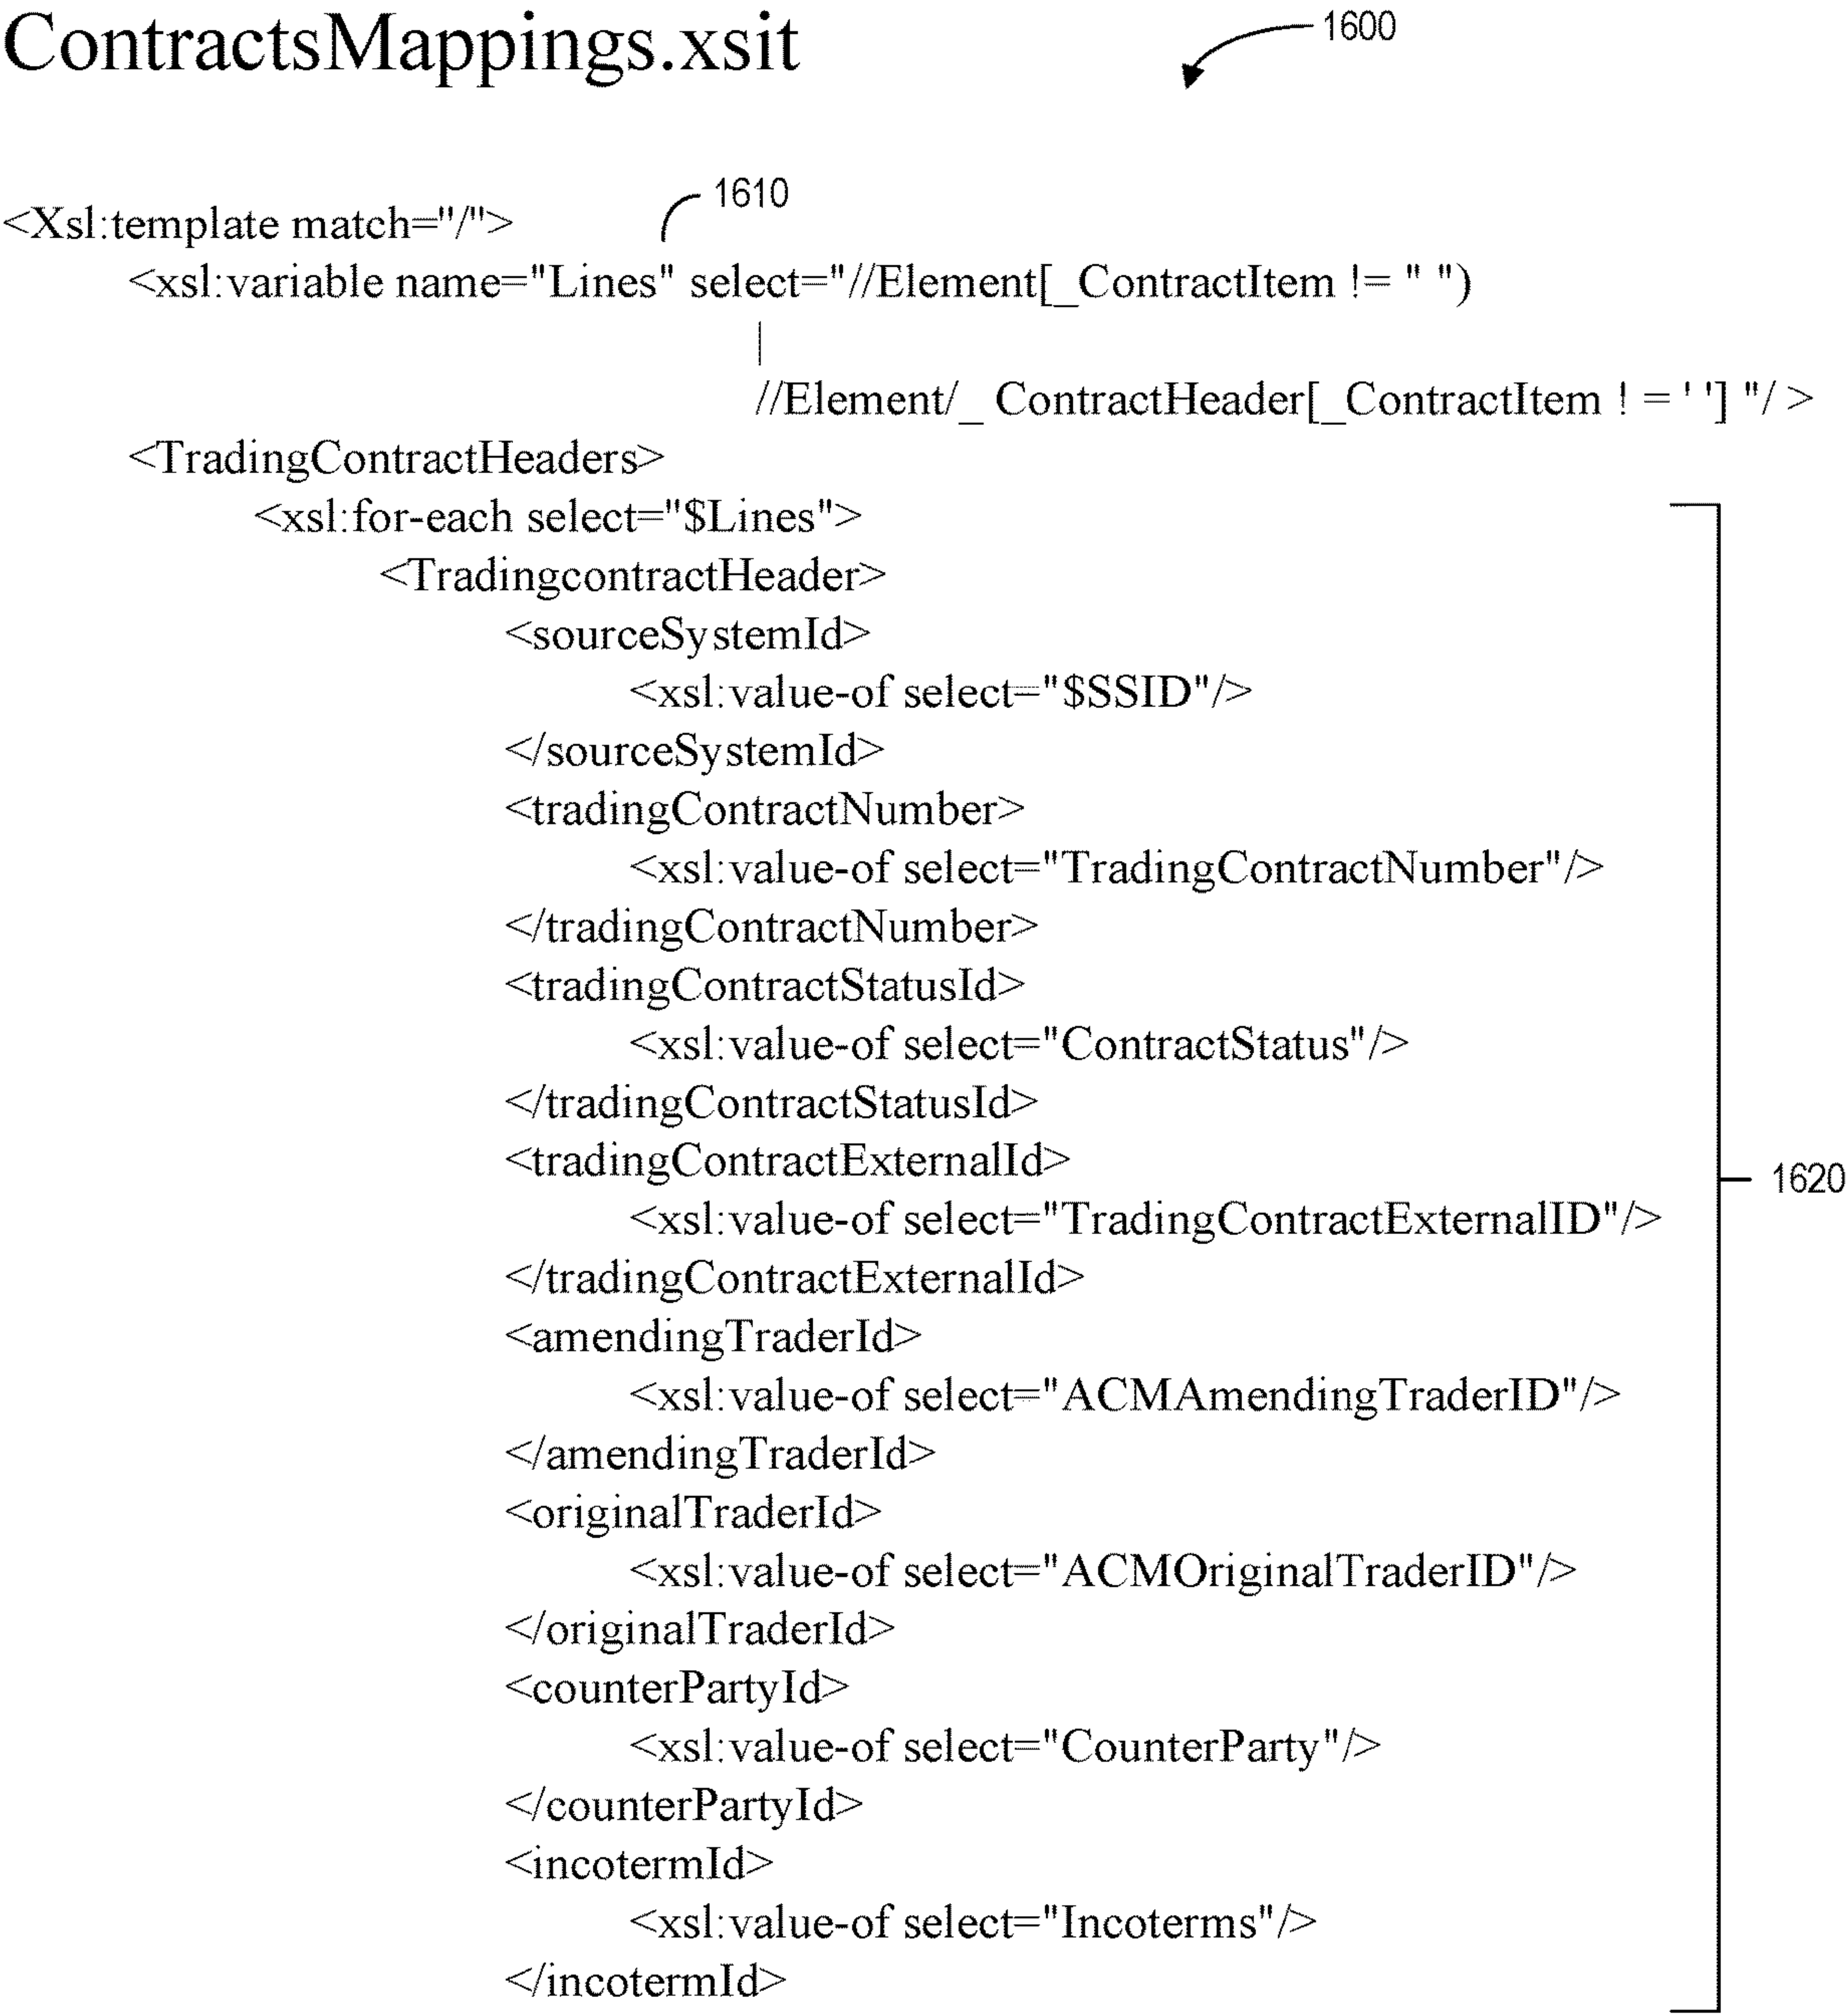 ContractsMappings.xsit
1600
1610
<Xsl:template match="/">
<xsl:variable name="Lines" select="//Element[_ContractItem != " ")
|
//Element/_ ContractHeader[_ContractItem ! = ' '] "/ >
<TradingContractHeaders>
<xsl:for-each select="$Lines">
<TradingcontractHeader>
<sourceSystemId>
<xsl:value-of select="$SSID"/>
</sourceSystemId>
<tradingContractNumber>
<xsl:value-of select="TradingContractNumber"/>
</tradingContractNumber>
<tradingContractStatusId>
<xsl:value-of select="ContractStatus"/>
</tradingContractStatusId>
<tradingContractExternalId>
1620
<xsl:value-of select="TradingContractExternalID"/>
</tradingContractExternalId>
<amendingTraderId>
<xsl:value-of select="ACMAmendingTraderID"/>
</amendingTraderId>
<originalTraderId>
<xsl:value-of select="ACMOriginalTraderID"/>
</originalTraderId>
<counterPartyId>
<xsl:value-of select="CounterParty"/>
</counterPartyId>
<incotermId>
<xsl:value-of select="Incoterms"/>
</incotermId>